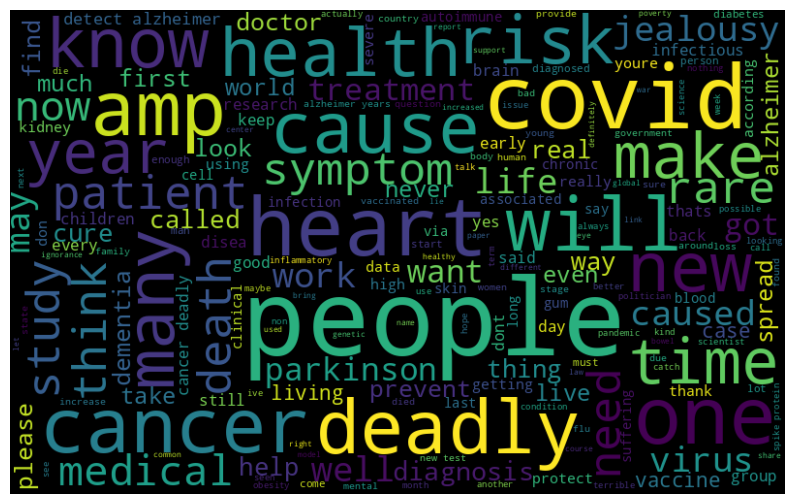 find
know
detect alzheimer
doctor
actually
country
report
support
health
risk
autoimmune
severe
provide
poverty
diabetes
jealousy
infectious
person
die
much
first
now
amp
world
treatment
research
brain
youre
diagnosed
nothing
covid
according
alzheimer
kidney
year
look
keep
cause
alzheimer years
question
increased
bad
issue
war
science
week
center
early
real
young
definitely
government
make
rare
next
enough
using
cell
symptom
never
life
body
human
talk
chronic
really
global
sure
may
patient
children
called
infection
vaccinated
lie
yes
associated
say
thats
link
possible
got
cure
don
man
disea
heart
via
start
paper
said
will
always
eye
back
around
loss
looking
call
every
family
ignorance
good
work
data
inflammatory
healthy
want
even
way
different
new
many
think
study
dementia
cancer deadly
death
clinical
maybe
bring
high
skin
women
use
stage
gum
better
politician
blood
spread
round
non
used
genetic
name
people
dont
long
hope
day
pandemic
kind
scientist
caused
case
let
take
parkinson
thing
must
due
catch
lot
time
increase
still
ive
living
prevent
getting
live
suffering
thank
died
last
condition
flu
law
please
cancer
deadly
need
one
spike protein
common
right
model
course
share
see
medical
seen
obesity
help
come
mental
well
month
diagnosis
new test
another
protect
terrible
virus
vaccine
group
bowel